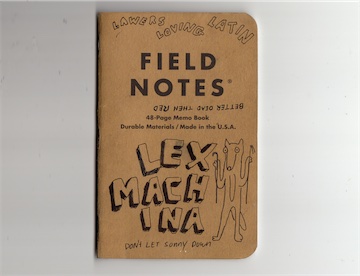 LAWERS LOVING LATIN
FIELD
NOTES®
BETTER DEAD THEN RED
48-Page Memo Book
Durable Materials / Made in the U.S.A.
LEX
MACH
INA
DON'T LET SONNY DOWN